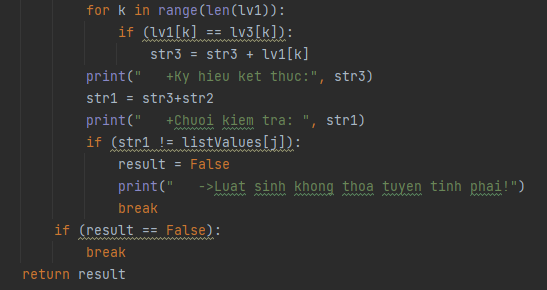 for k in range(len(lv1)):
if (lv1[k] == lv3[k]):
str3 = str3 + lv1[k]
print("   +Ky hieu ket thuc:", str3)
str1 = str3+str2
print("   +Chuoi kiem tra: ", str1)
if (str1 != listValues[j]):
result = False
print("   ->Luat sinh khong thoa tuyen tinh phai!")
break
if (result == False):
break
return result